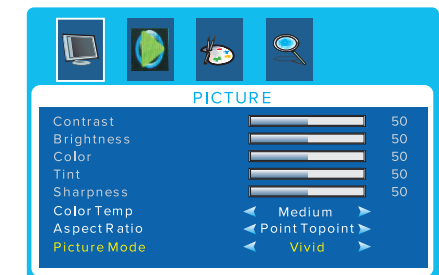 PICTURE
Contrast 50
Brightness 50
Color 50
Tint 50
Sharpness 50
Color Temp Medium
Aspect Ratio Point Topoint
Picture Mode Vivid